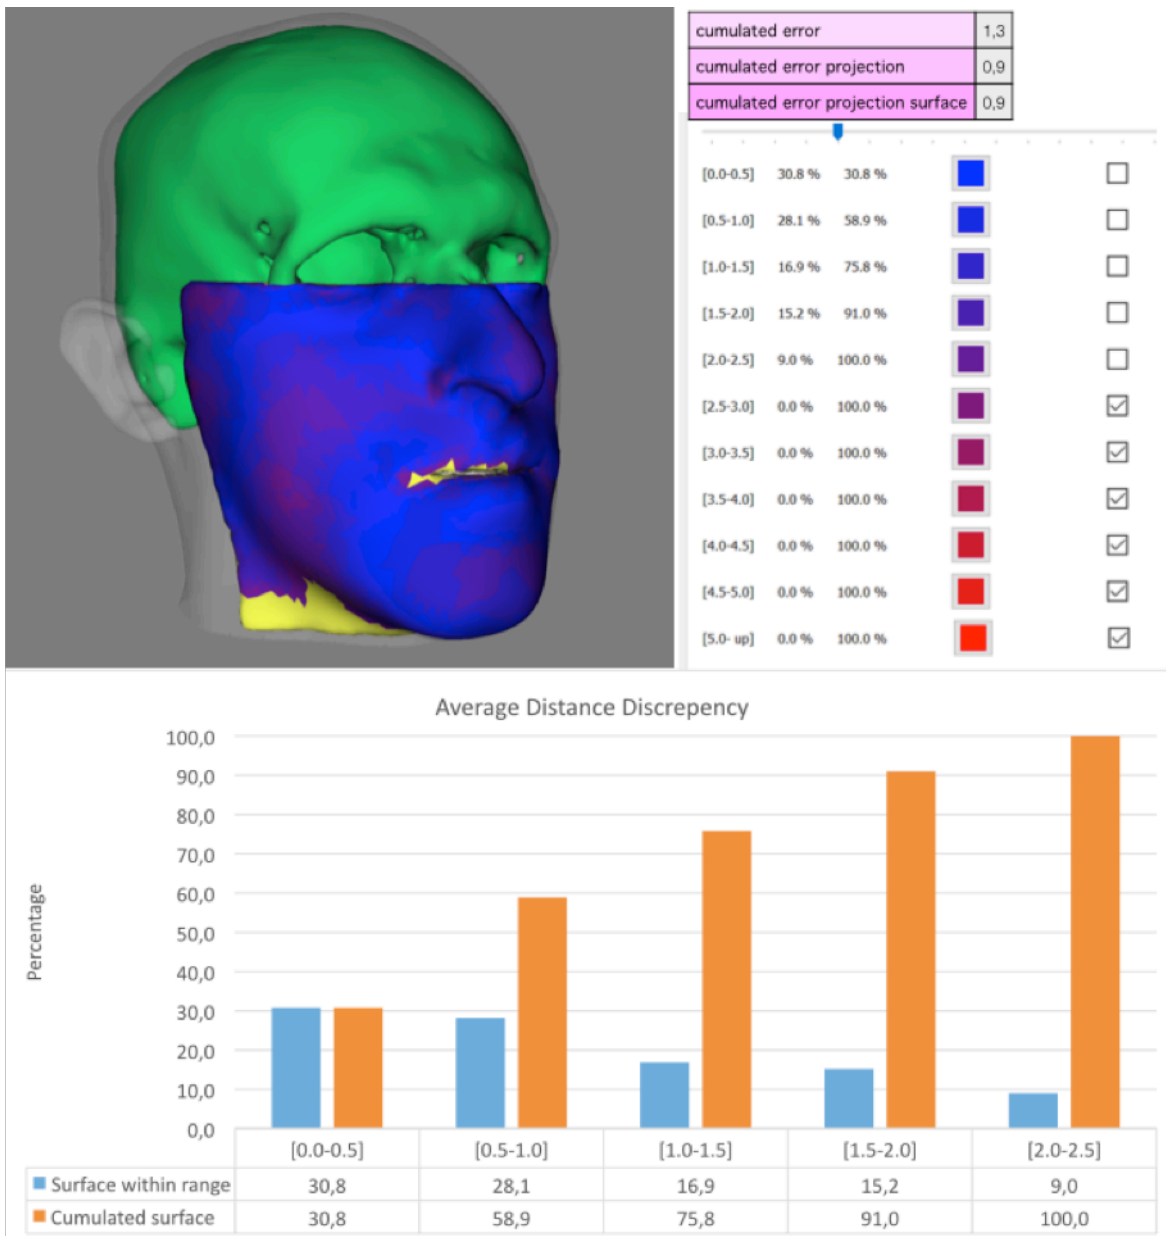 cumulated error 1,3
cumulated error projection 0,9
cumulated error projection surface 0,9
[0.0-0.5] 30.8 % 30.8 %
[0.5-1.0] 28.1 % 58.9 %
[1.0-1.5] 16.9 % 75.8 %
[1.5-2.0] 15.2 % 91.0 %
[2.0-2.5] 9.0 % 100.0 %
[2.5-3.0] 0.0 % 100.0 %
[3.0-3.5] 0.0 % 100.0 %
[3.5-4.0] 0.0 % 100.0 %
[4.0-4.5] 0.0 % 100.0 %
[4.5-5.0] 0.0 % 100.0 %
[5.0- up] 0.0 % 100.0 %
Average Distance Discrepency
Percentage
100,0
90,0
80,0
70,0
60,0
50,0
40,0
30,0
20,0
10,0
0,0
[0.0-0.5] [0.5-1.0] [1.0-1.5] [1.5-2.0] [2.0-2.5]
Surface within range 30,8 28,1 16,9 15,2 9,0
Cumulated surface 30,8 58,9 75,8 91,0 100,0